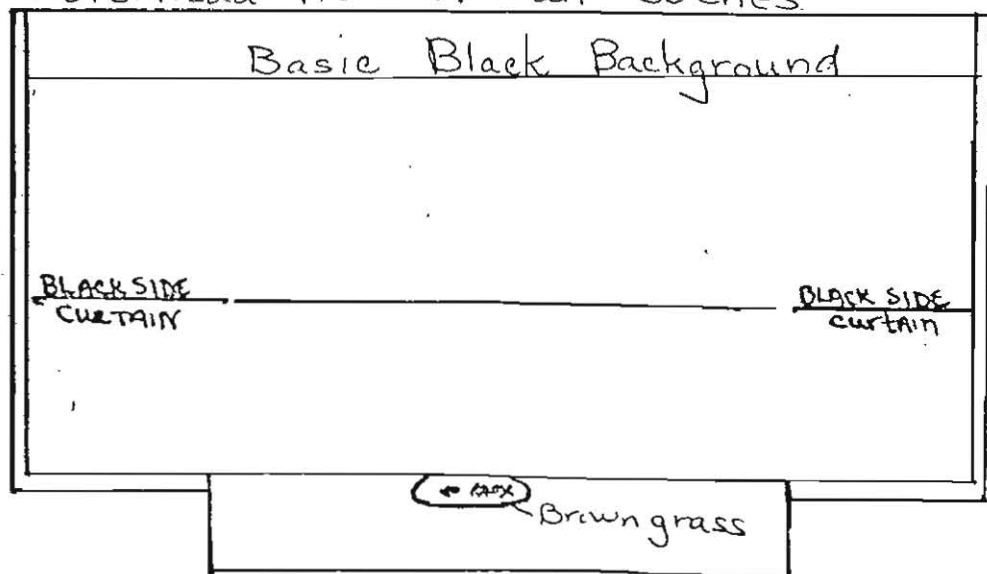 Basic Black Background
BLACK SIDE
CURTAIN
BLACK SIDE
curtain
Brown grass